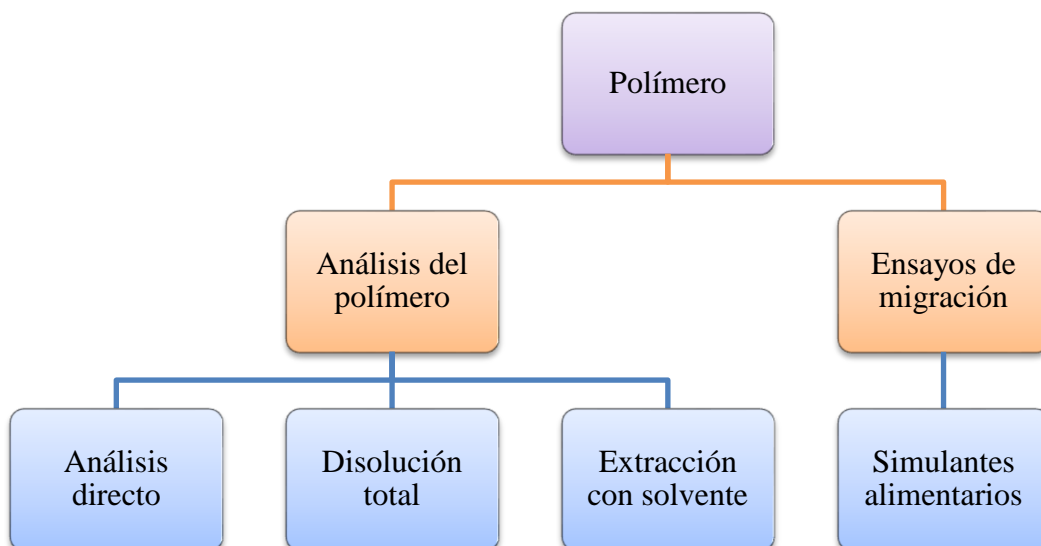 Polímero
Análisis del
polímero
Ensayos de
migración
Análisis
directo
Disolución
total
Extracción
con solvente
Simulantes
alimentarios